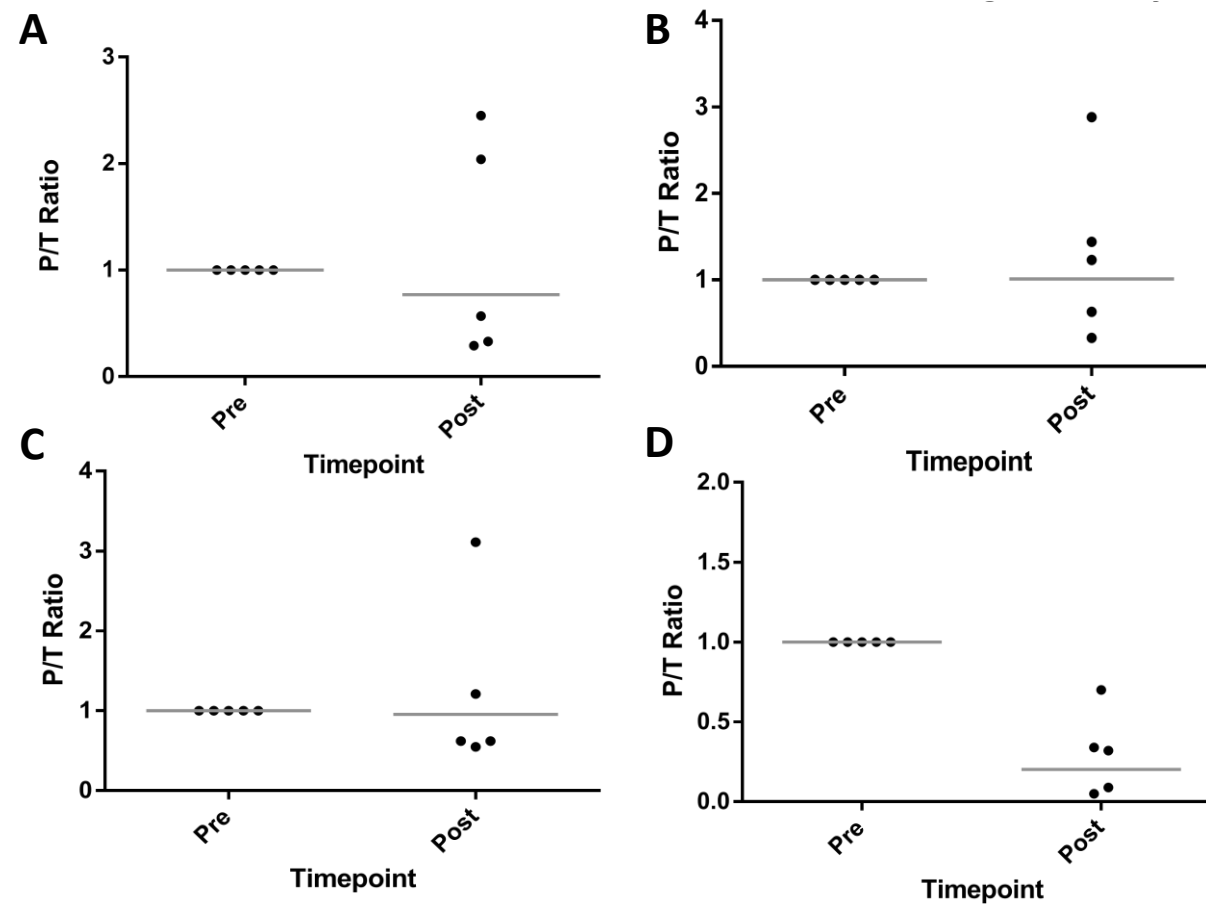 A
P/T Ratio
3
2
1
0
Pre
Post
Timepoint
B
P/T Ratio
4
3
2
1
0
Pre
Post
Timepoint
C
P/T Ratio
4
3
2
1
0
Pre
Post
Timepoint
D
P/T Ratio
2.0
1.5
1.0
0.5
0.0
Pre
Post
Timepoint